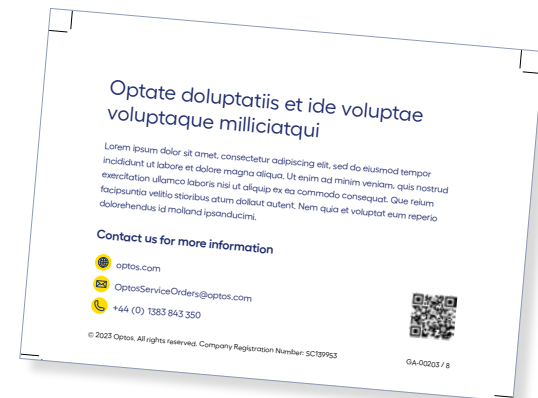 Optate doluptatiis et ide voluptae
voluptaque milliciatqui
Lorem ipsum dolor sit amet, consectetur adipiscing elit, sed do eiusmod tempor
incididunt ut labore et dolore magna aliqua. Ut enim ad minim veniam, quis nostrud
exercitation ullamco laboris nisi ut aliquip ex ea commodo consequat. Que reium
facipsuntia velitio stioribus atum dollaut autent. Nem quia et voluptat eum reperio
dolorehendus id molland ipsanducimi.
Contact us for more information
optos.com
OptosServiceOrders@optos.com
+44 (0) 1383 843 350
© 2023 Optos. All rights reserved. Company Registration Number: SC139953
GA-00203 / 8